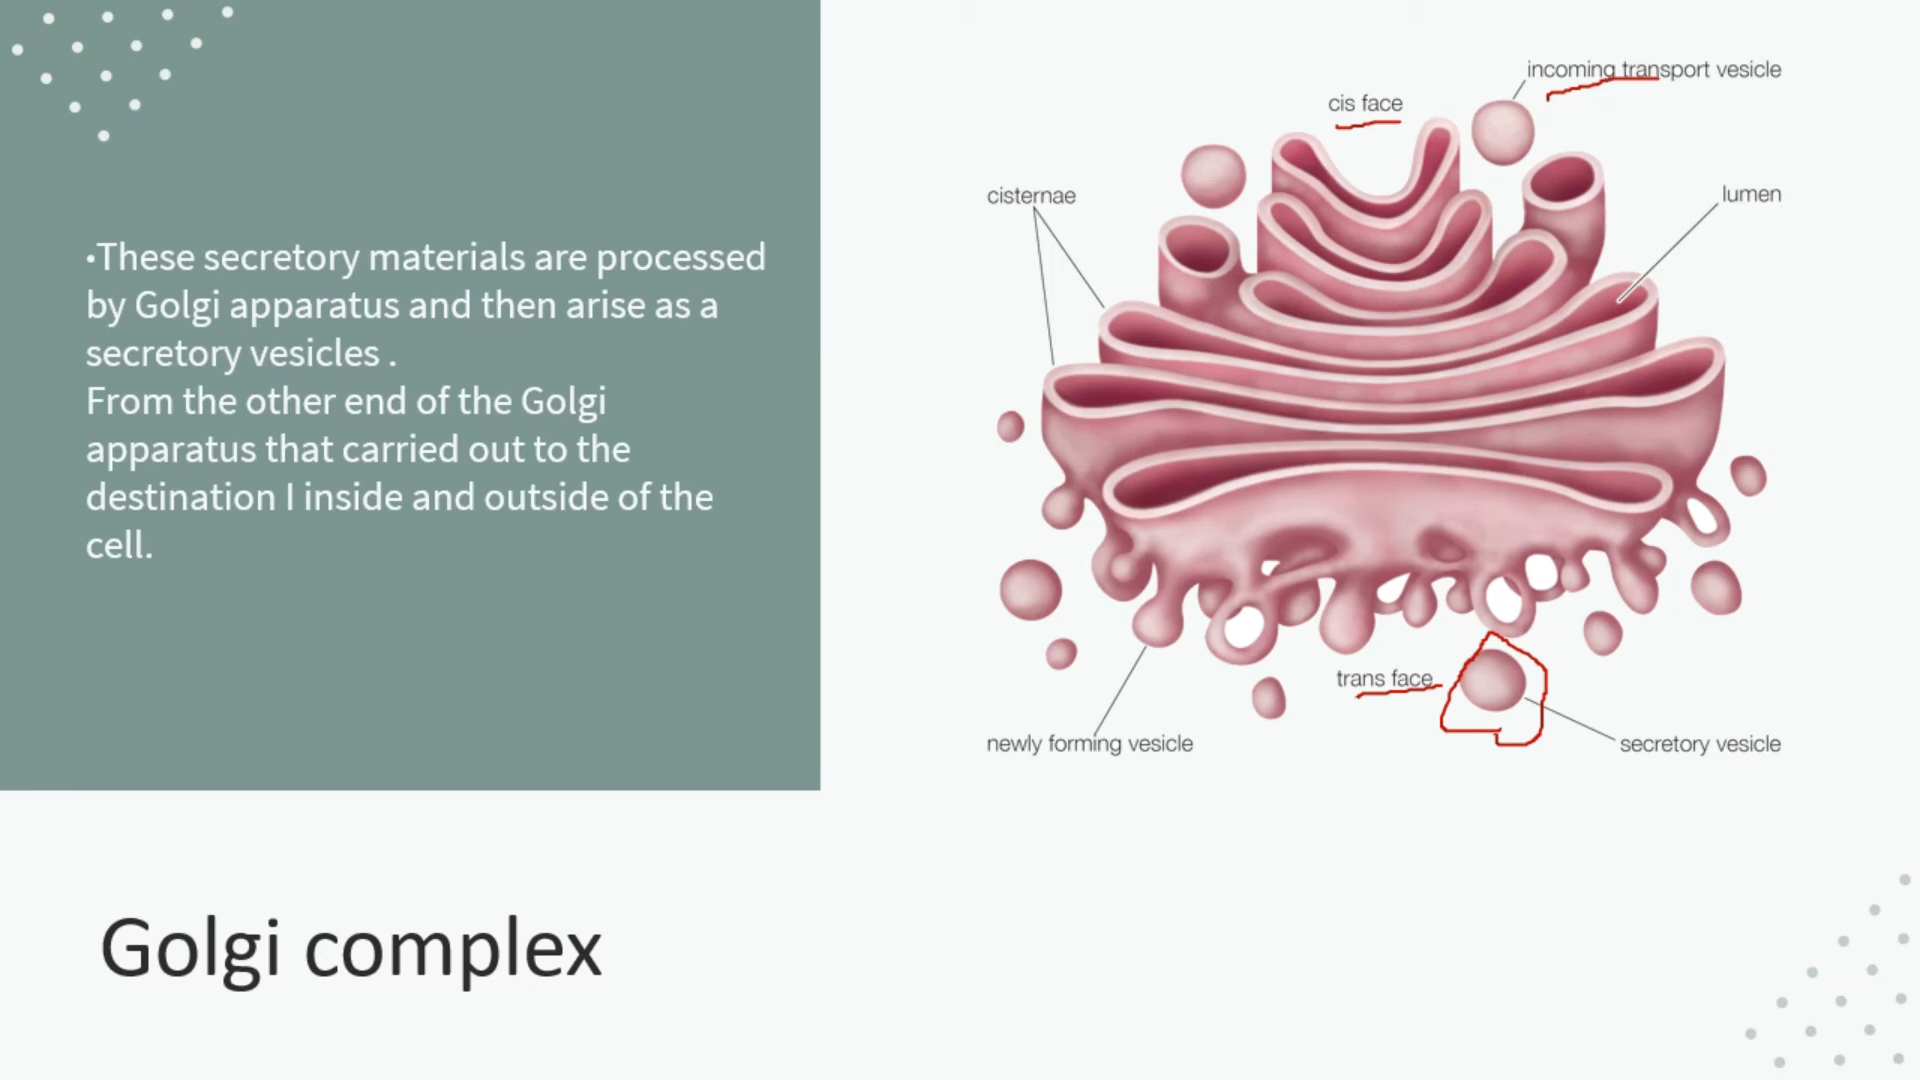 •These secretory materials are processed
by Golgi apparatus and then arise as a
secretory vesicles .
From the other end of the Golgi
apparatus that carried out to the
destination I inside and outside of the
cell.
incoming transport vesicle
cis face
cisternae
lumen
trans face
newly forming vesicle
secretory vesicle
Golgi complex